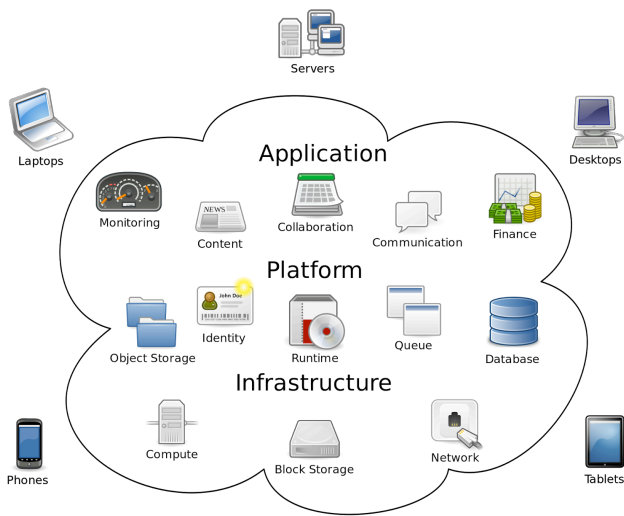 Servers
Laptops
Desktops
Application
Monitoring
NEWS
Content
Collaboration
Communication
Finance
Platform
Object Storage
John Doe
Identity
Runtime
Queue
Database
Infrastructure
Compute
Block Storage
Network
Phones
Tablets